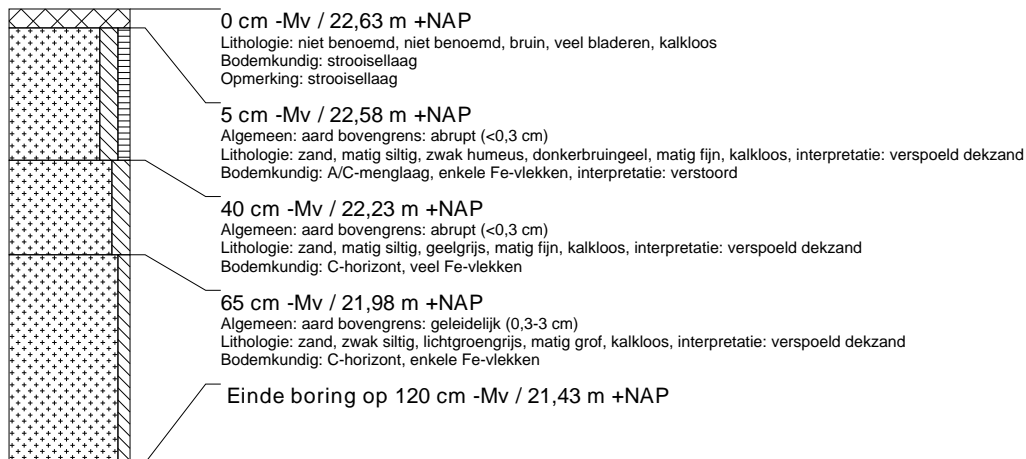 0 cm -Mv / 22,63 m +NAP
Lithologie: niet benoemd, niet benoemd, bruin, veel bladeren, kalkloos
Bodemkundig: strooisellaag
Opmerking: strooisellaag
5 cm -Mv / 22,58 m +NAP
Algemeen: aard bovengrens: abrupt (<0,3 cm)
Lithologie: zand, matig siltig, zwak humeus, donkerbruingeel, matig fijn, kalkloos, interpretatie: verspoeld dekzand
Bodemkundig: A/C-menglaag, enkele Fe-vlekken, interpretatie: verstoord
40 cm -Mv / 22,23 m +NAP
Algemeen: aard bovengrens: abrupt (<0,3 cm)
Lithologie: zand, matig siltig, geelgrijs, matig fijn, kalkloos, interpretatie: verspoeld dekzand
Bodemkundig: C-horizont, veel Fe-vlekken
65 cm -Mv / 21,98 m +NAP
Algemeen: aard bovengrens: geleidelijk (0,3-3 cm)
Lithologie: zand, zwak siltig, lichtgroengrijs, matig grof, kalkloos, interpretatie: verspoeld dekzand
Bodemkundig: C-horizont, enkele Fe-vlekken
Einde boring op 120 cm -Mv / 21,43 m +NAP